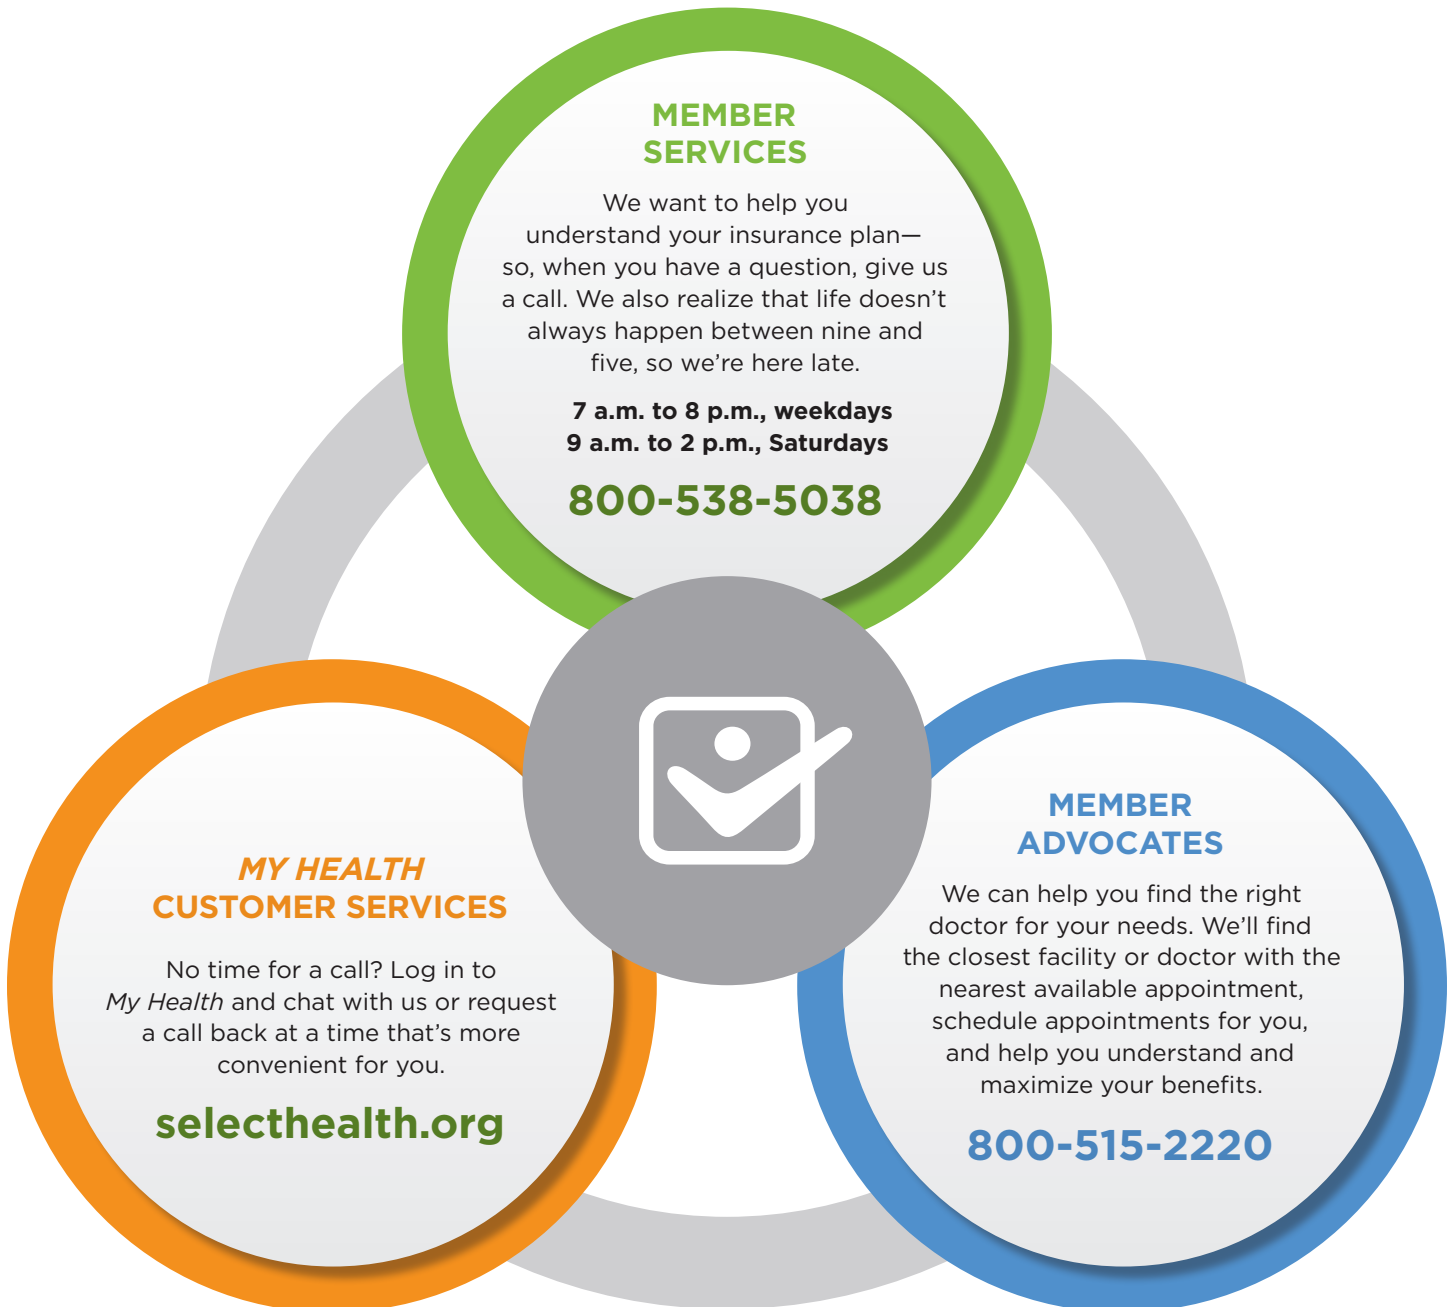 MEMBER
SERVICES
We want to help you
understand your insurance plan—
so, when you have a question, give us
a call. We also realize that life doesn’t
always happen between nine and
five, so we’re here late.
7 a.m. to 8 p.m., weekdays
9 a.m. to 2 p.m., Saturdays
800-538-5038
MY HEALTH
CUSTOMER SERVICES
No time for a call? Log in to
My Health and chat with us or request
a call back at a time that’s more
convenient for you.
selecthealth.org
MEMBER
ADVOCATES
We can help you find the right
doctor for your needs. We’ll find
the closest facility or doctor with the
nearest available appointment,
schedule appointments for you,
and help you understand and
maximize your benefits.
800-515-2220